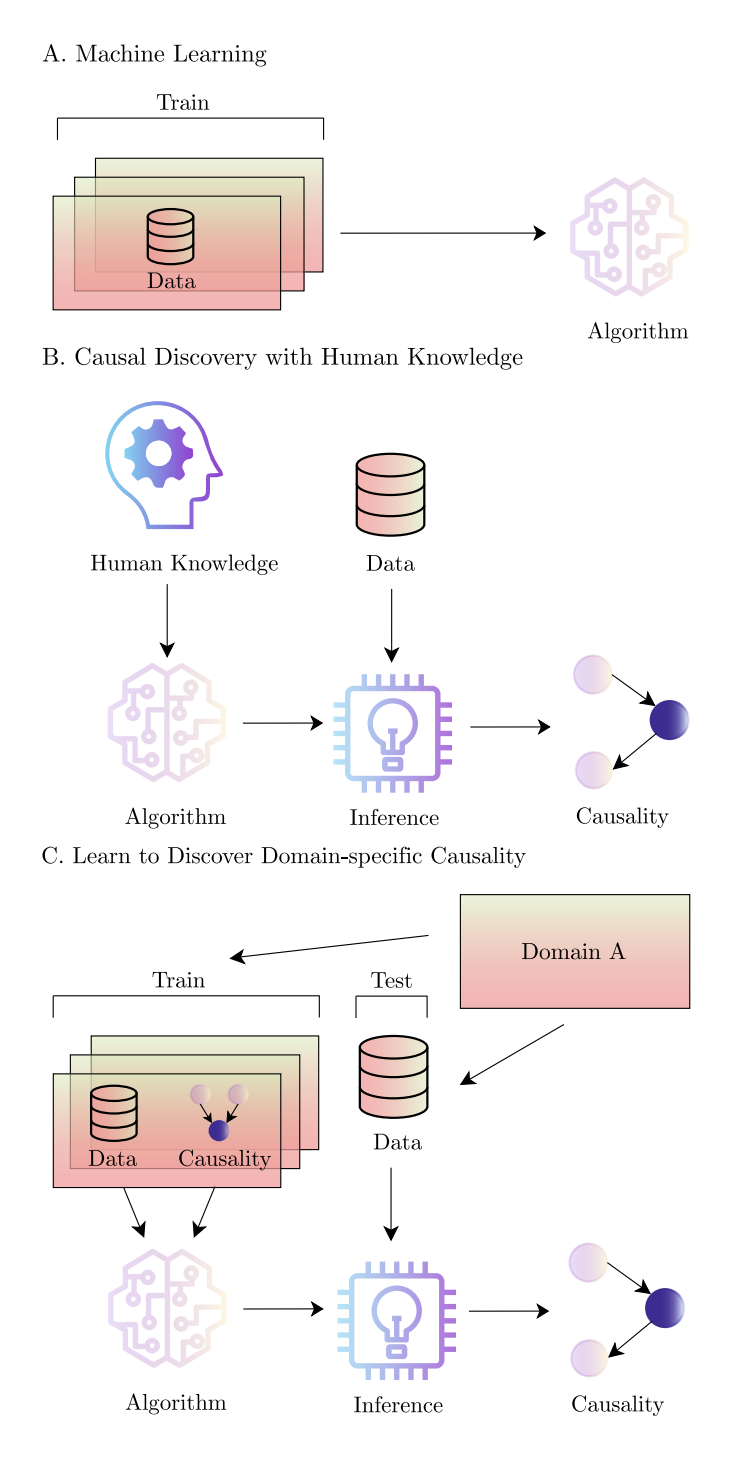 A. Machine Learning
Train
Data
Algorithm
B. Causal Discovery with Human Knowledge
Human Knowledge
Data
Algorithm
Inference
Causality
C. Learn to Discover Domain-specific Causality
Domain A
Train
Test
Data
Causality
Data
Algorithm
Inference
Causality